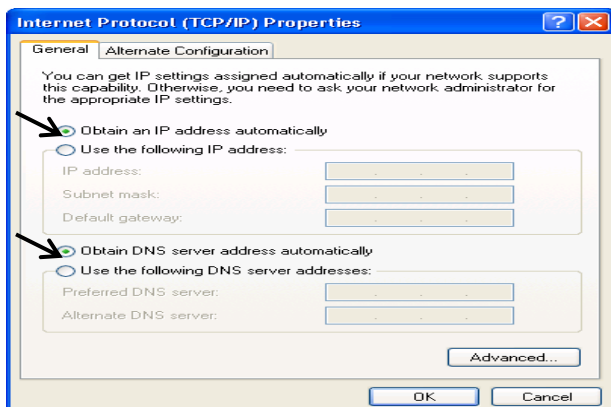 Internet Protocol (TCP/IP) Properties
General
Alternate Configuration
You can get IP settings assigned automatically if your network supports
this capability. Otherwise, you need to ask your network administrator for
the appropriate IP settings.
Obtain an IP address automatically
Use the following IP address:
IP address:
Subnet mask:
Default gateway:
Obtain DNS server address automatically
Use the following DNS server addresses:
Preferred DNS server:
Alternate DNS server:
Advanced...
OK
Cancel